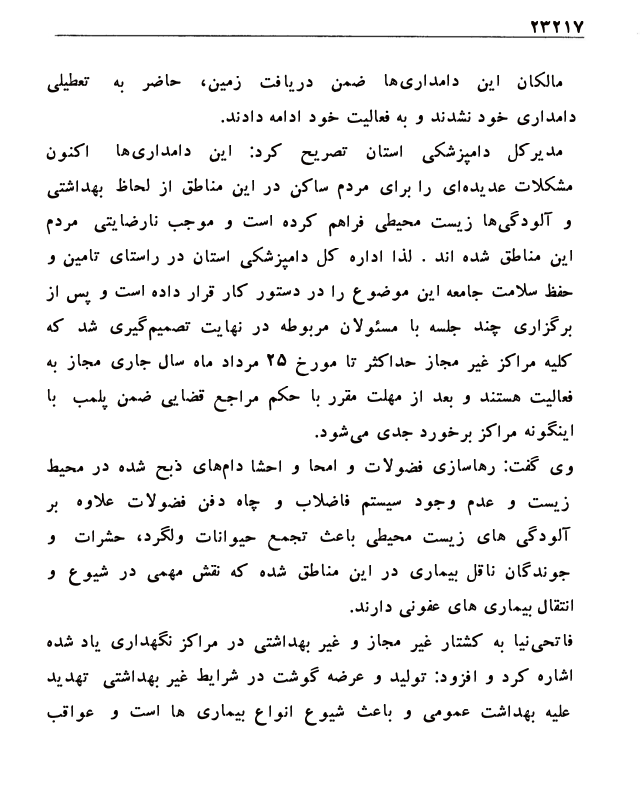 ۲۳۲۱۷
مالکان این دامداری‌ها ضمن دریافت زمین، حاضر به تعطیلی
دامداری خود نشدند و به فعالیت خود ادامه دادند.
مدیرکل دامپزشکی استان تصریح کرد: این دامداری‌ها اکنون
مشکلات عدیده‌ای را برای مردم ساکن در این مناطق از لحاظ بهداشتی
و آلودگی‌ها زیست محیطی فراهم کرده است و موجب نارضایتی مردم
این مناطق شده اند . لذا اداره کل دامپزشکی استان در راستای تامین و
حفظ سلامت جامعه این موضوع را در دستور کار قرار داده است و پس از
برگزاری چند جلسه با مسئولان مربوطه در نهایت تصمیم‌گیری شد که
کلیه مراکز غیر مجاز حداکثر تا مورخ ۲۵ مرداد ماه سال جاری مجاز به
فعالیت هستند و بعد از مهلت مقرر با حکم مراجع قضایی ضمن پلمب با
اینگونه مراکز برخورد جدی می‌شود.
وی گفت: رهاسازی فضولات و امحا و احشا دام‌های ذبح شده در محیط
زیست و عدم وجود سیستم فاضلاب و چاه دفن فضولات علاوه بر
آلودگی های زیست محیطی باعث تجمع حیوانات ولگرد، حشرات و
جوندگان ناقل بیماری در این مناطق شده که نقش مهمی در شیوع و
انتقال بیماری های عفونی دارند.
فاتحی‌نیا به کشتار غیر مجاز و غیر بهداشتی در مراکز نگهداری یاد شده
اشاره کرد و افزود: تولید و عرضه گوشت در شرایط غیر بهداشتی تهدید
علیه بهداشت عمومی و باعث شیوع انواع بیماری ها است و عواقب